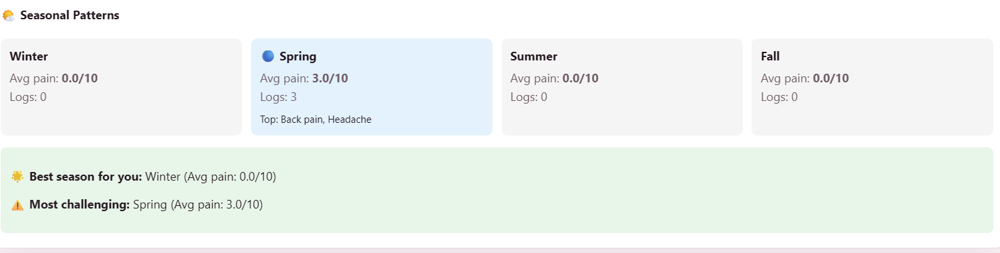 Seasonal Patterns
Winter
Avg pain: 0.0/10
Logs: 0
Spring
Avg pain: 3.0/10
Logs: 3
Top: Back pain, Headache
Summer
Avg pain: 0.0/10
Logs: 0
Fall
Avg pain: 0.0/10
Logs: 0
Best season for you: Winter (Avg pain: 0.0/10)
Most challenging: Spring (Avg pain: 3.0/10)